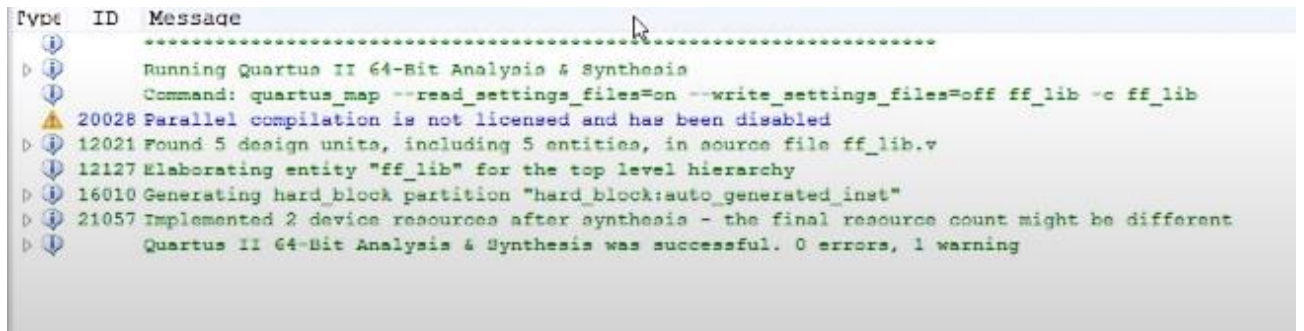 Type ID Message
************************************************************
Running Quartus II 64-Bit Analysis & Synthesis
Command: quartus_map --read_settings_files=on --write_settings_files=off ff_lib -c ff_lib
20028 Parallel compilation is not licensed and has been disabled
12021 Found 5 design units, including 5 entities, in source file ff_lib.v
12127 Elaborating entity "ff_lib" for the top level hierarchy
16010 Generating hard_block partition "hard_block:auto_generated_inst"
21057 Implemented 2 device resources after synthesis - the final resource count might be different
Quartus II 64-Bit Analysis & Synthesis was successful. 0 errors, 1 warning